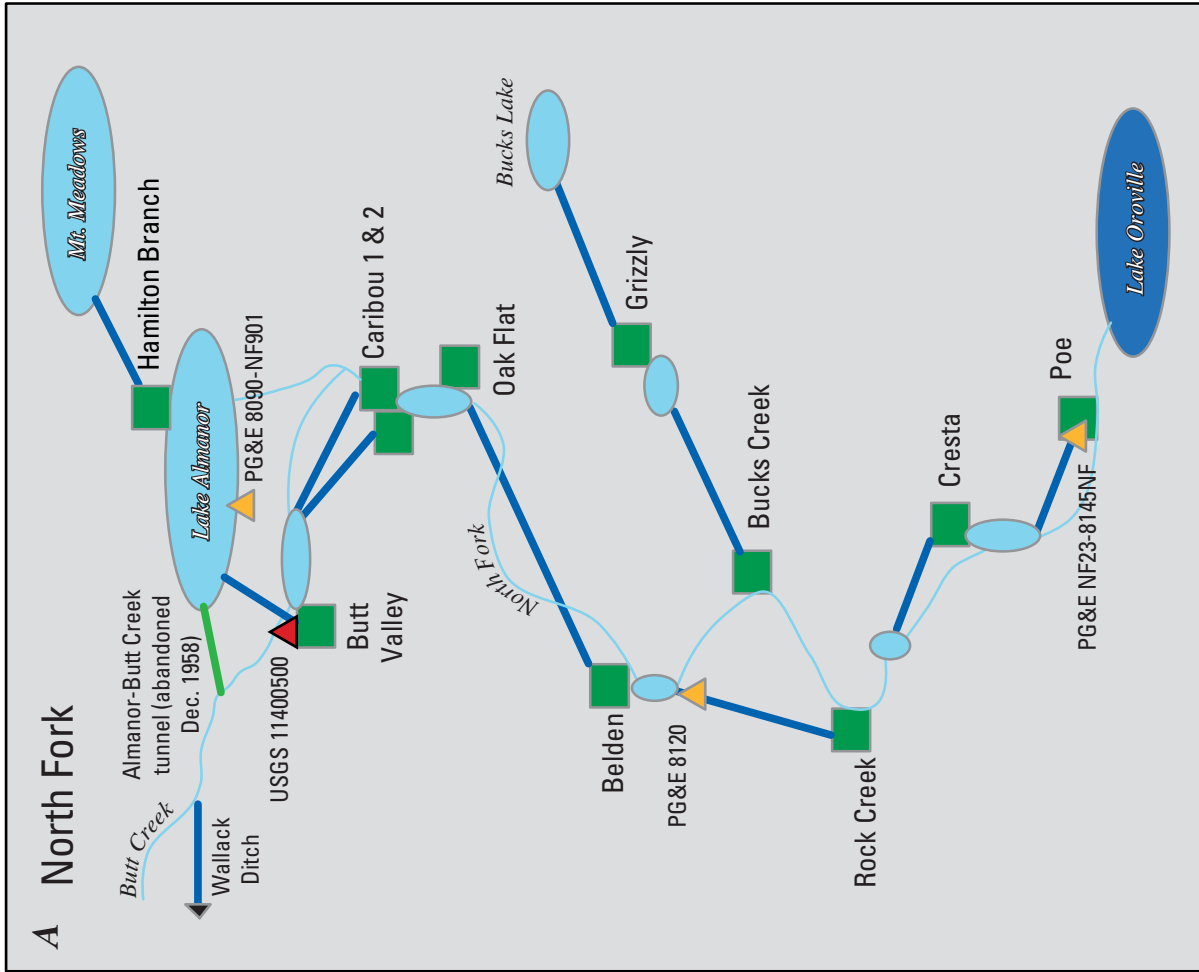 A North Fork
Mt. Meadows
Hamilton Branch
Lake Almanor
PG&E 8090-NF901
Almanor-Butt Creek
tunnel (abandoned
Dec. 1958)
Butt Creek
Wallack
Ditch
USGS 11400500
Butt
Valley
Caribou 1 & 2
Oak Flat
Bucks Lake
Grizzly
North Fork
Belden
PG&E 8120
Bucks Creek
Rock Creek
Cresta
Poe
PG&E NF23-8145NF
Lake Oroville